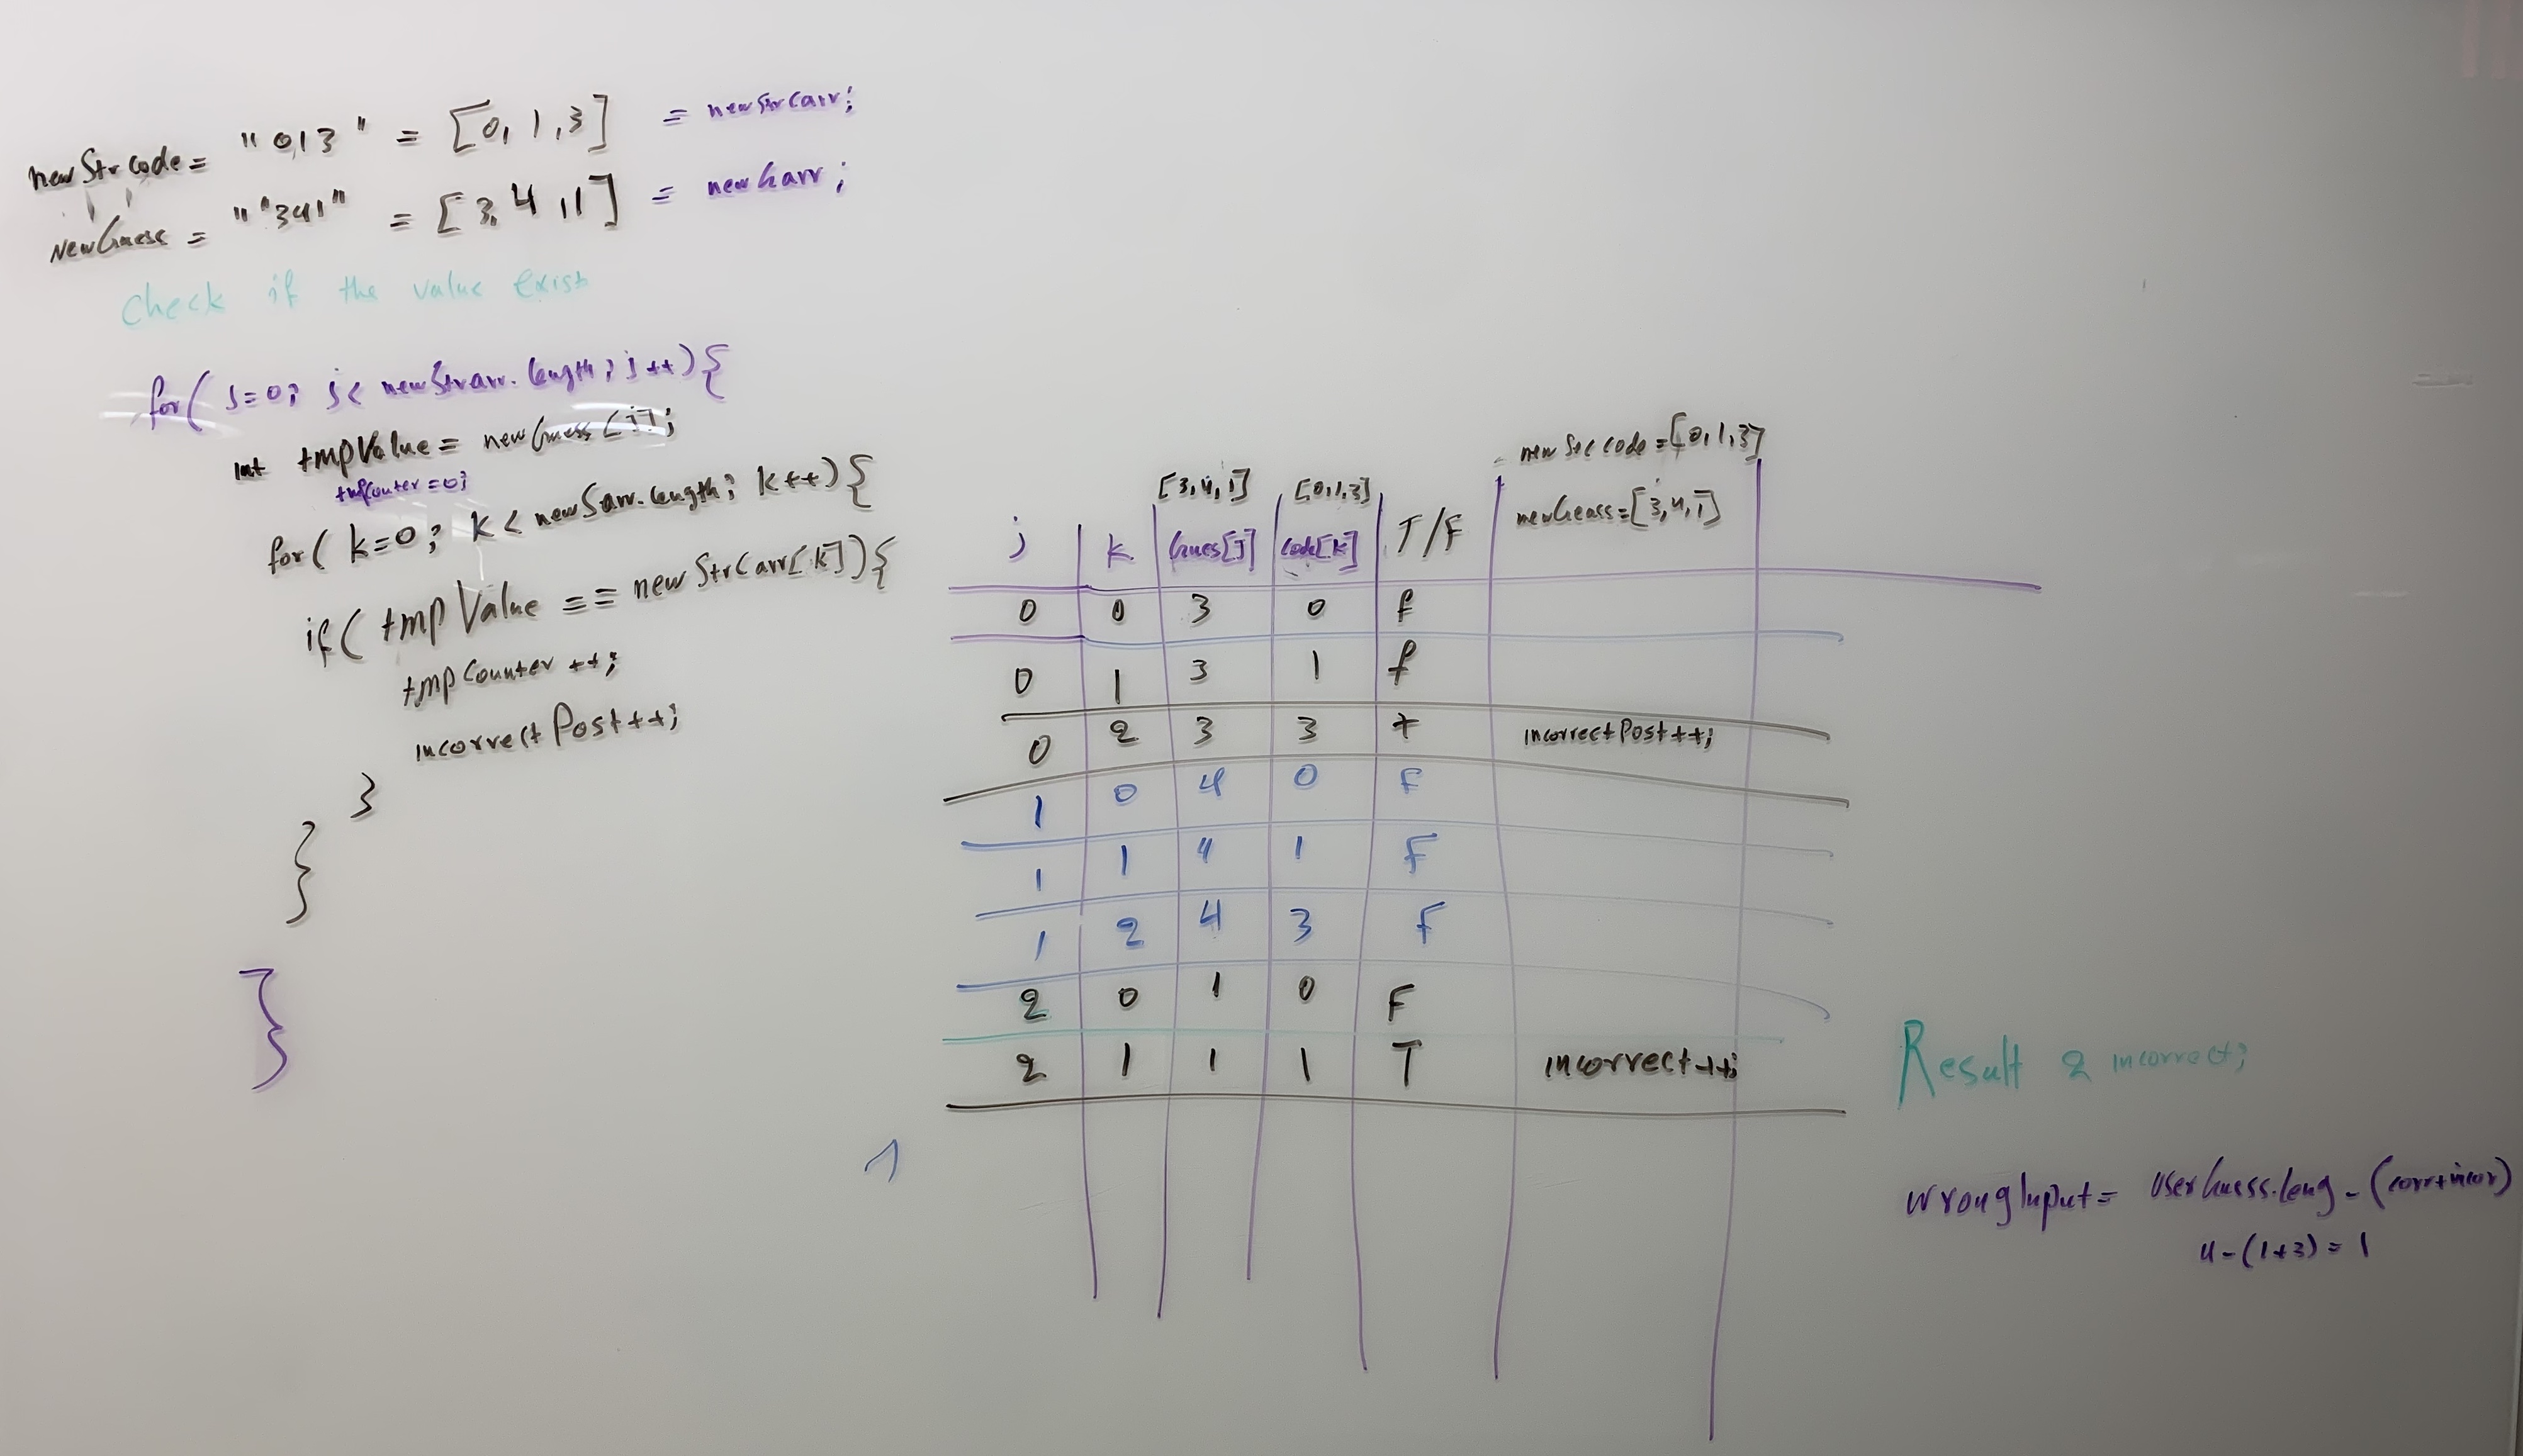 newStrcode = "013" = [0, 1, 3] = newStrCarr;
NewGuess = "341" = [3, 4, 1] = newGarr;
Check if the value Exist
for( j=0; j< newStrarr.length; j++){
int tmpValue = newGuess[j];
tmpCounter=0;
for( k=0; k < newSarr.length; k++){
if( tmpValue == newStrCarr[k]){
tmpCounter++;
incorrectPost++;
}
}
}
newSeccode=[0,1,3]
[3,4,1] [0,1,3] newGeass=[3,4,1]
j k Gues[J] code[k] T/F
0 0 3 0 f
0 1 3 1 f
0 2 3 3 t incorrectPost++;
1 0 4 0 F
1 1 4 1 F
1 2 4 3 F
2 0 1 0 F
2 1 1 1 T incorrect++;
Result 2 incorrect;
WrongInput = UserGuess.leng - (corr+incor)
4-(1+3) = 1